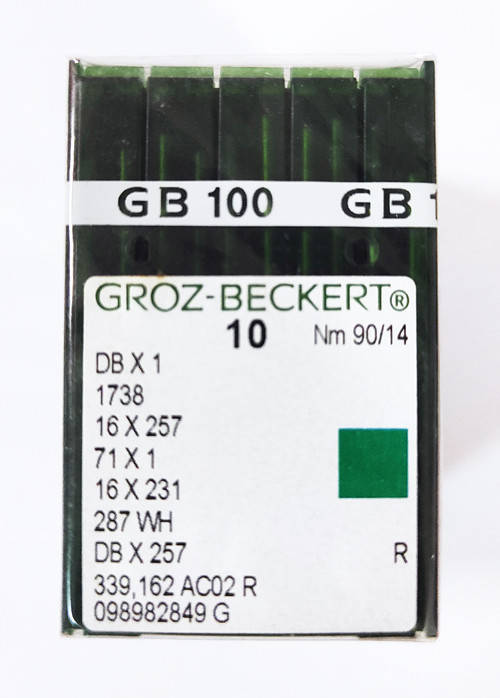 GB 100 GB 1
GROZ-BECKERT®
10 Nm 90/14
DB X 1
1738
16 X 257
71 X 1
16 X 231
287 WH
DB X 257 R
339,162 AC02 R
098982849 G